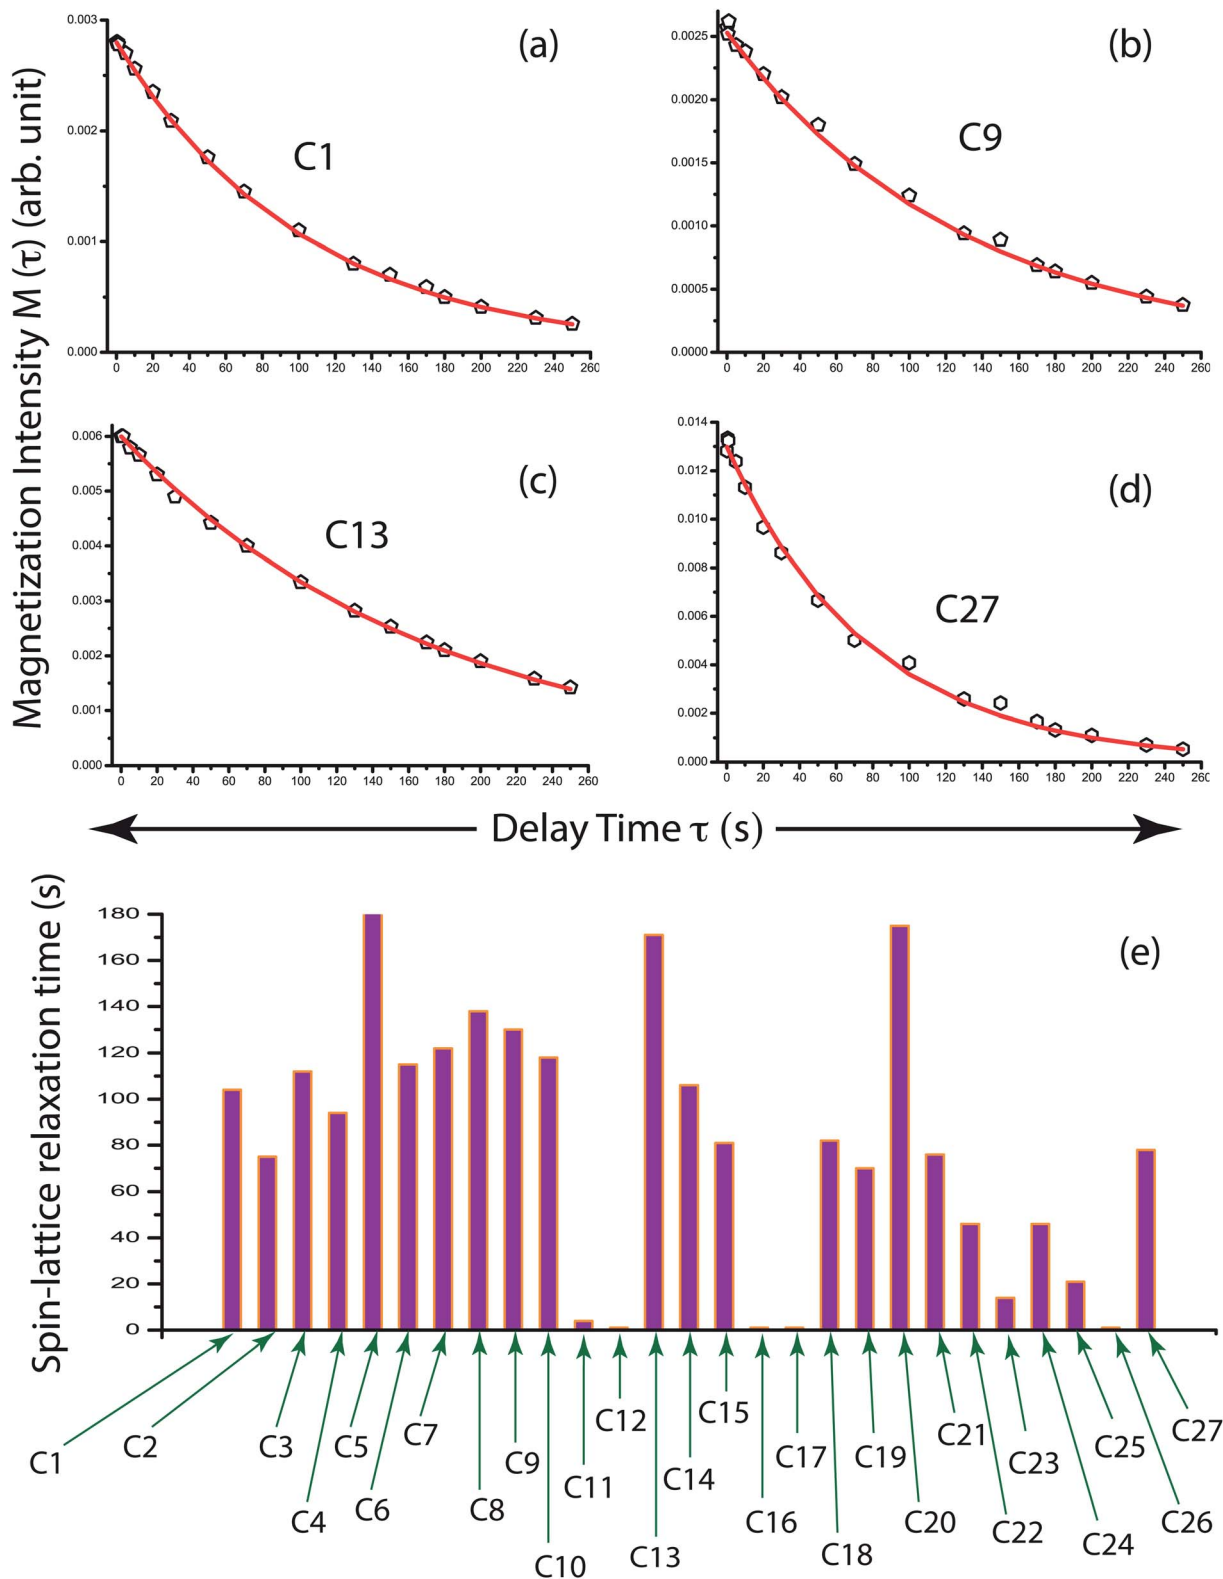 Magnetization Intensity M (τ) (arb. unit)
(a)
C1
0.003
0.002
0.001
0.000
0 20 40 60 80 100 120 140 160 180 200 220 240 260
(b)
C9
0.0025
0.0020
0.0015
0.0010
0.0005
0.0000
0 20 40 60 80 100 120 140 160 180 200 220 240 260
(c)
C13
0.006
0.005
0.004
0.003
0.002
0.001
0.000
0 20 40 60 80 100 120 140 160 180 200 220 240 260
(d)
C27
0.014
0.012
0.010
0.008
0.006
0.004
0.002
0.000
0 20 40 60 80 100 120 140 160 180 200 220 240 260
Delay Time τ (s)
Spin-lattice relaxation time (s)
(e)
180
160
140
120
100
80
60
40
20
0
C1
C2
C3
C4
C5
C6
C7
C8
C9
C10
C11
C12
C13
C14
C15
C16
C17
C18
C19
C20
C21
C22
C23
C24
C25
C26
C27